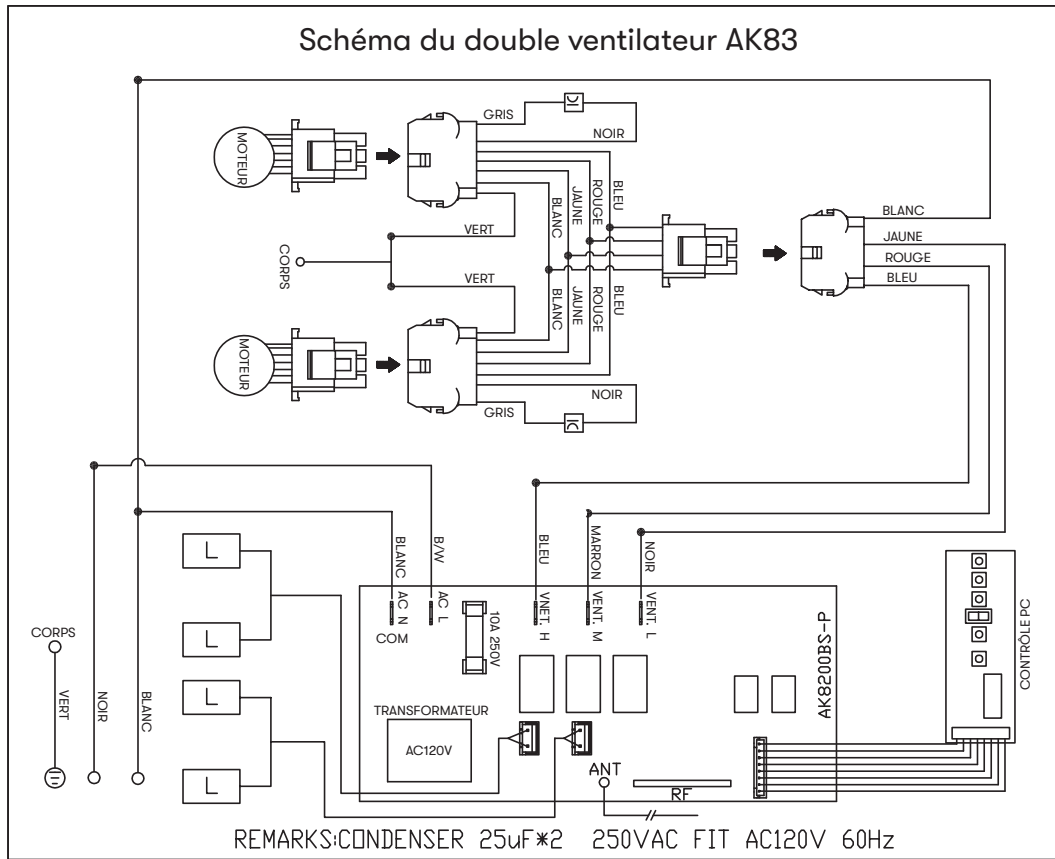 Schéma du double ventilateur AK83
GRIS
NOIR
MOTEUR
BLEU
ROUGE
JAUNE
BLANC
VERT
CORPS
VERT
BLANC
JAUNE
ROUGE
BLEU
MOTEUR
NOIR
GRIS
BLANC
JAUNE
ROUGE
BLEU
BLANC
B/W
BLEU
MARRON
NOIR
AC N
COM
AC L
10A 250V
VNET. H
VENT. M
VENT. L
AK8200BS-P
CONTRÔLE PC
L
L
L
L
CORPS
VERT
NOIR
BLANC
TRANSFORMATEUR
AC120V
ANT
RF
REMARKS:CONDENSER 25uF*2 250VAC FIT AC120V 60Hz